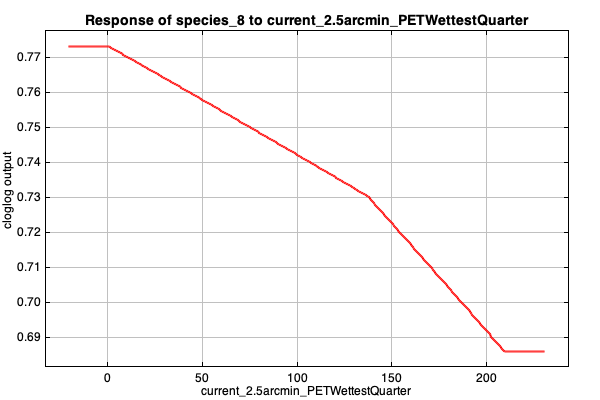 Response of species_8 to current_2.5arcmin_PETWettestQuarter
0.77
0.76
0.75
0.74
0.73
0.72
0.71
0.70
0.69
cloglog output
0 50 100 150 200
current_2.5arcmin_PETWettestQuarter